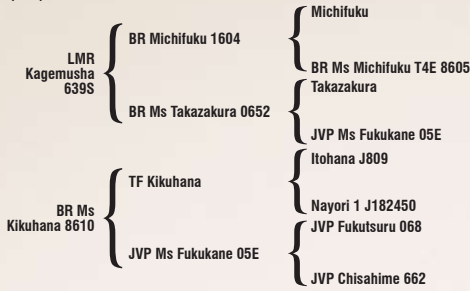 Michifuku
BR Michifuku 1604
LMR
Kagemusha
639S
BR Ms Michifuku T4E 8605
Takazakura
BR Ms Takazakura 0652
JVP Ms Fukukane 05E
Itohana J809
TF Kikuhana
BR Ms
Kikuhana 8610
Nayori 1 J182450
JVP Fukutsuru 068
JVP Ms Fukukane 05E
JVP Chisahime 662